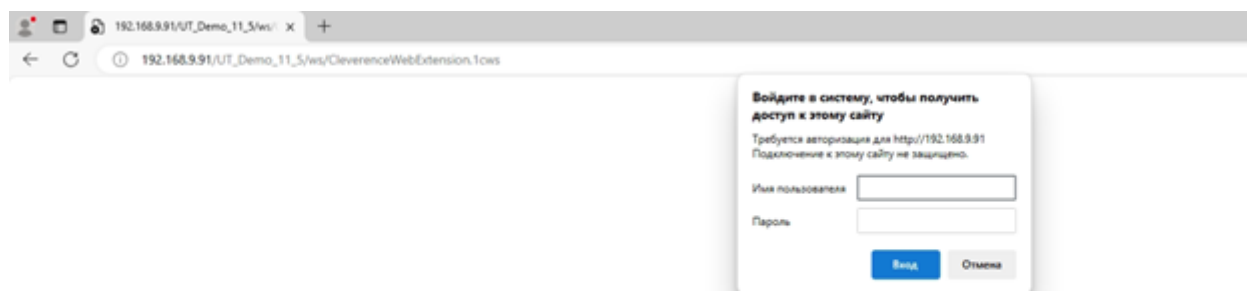 192.168.9.91/UT_Demo_11_5/ws/
192.168.9.91/UT_Demo_11_5/ws/CleverenceWebExtension.1cws
Войдите в систему, чтобы получить
доступ к этому сайту
Требуется авторизация для http://192.168.9.91
Подключение к этому сайту не защищено.
Имя пользователя
Пароль
Вход Отмена